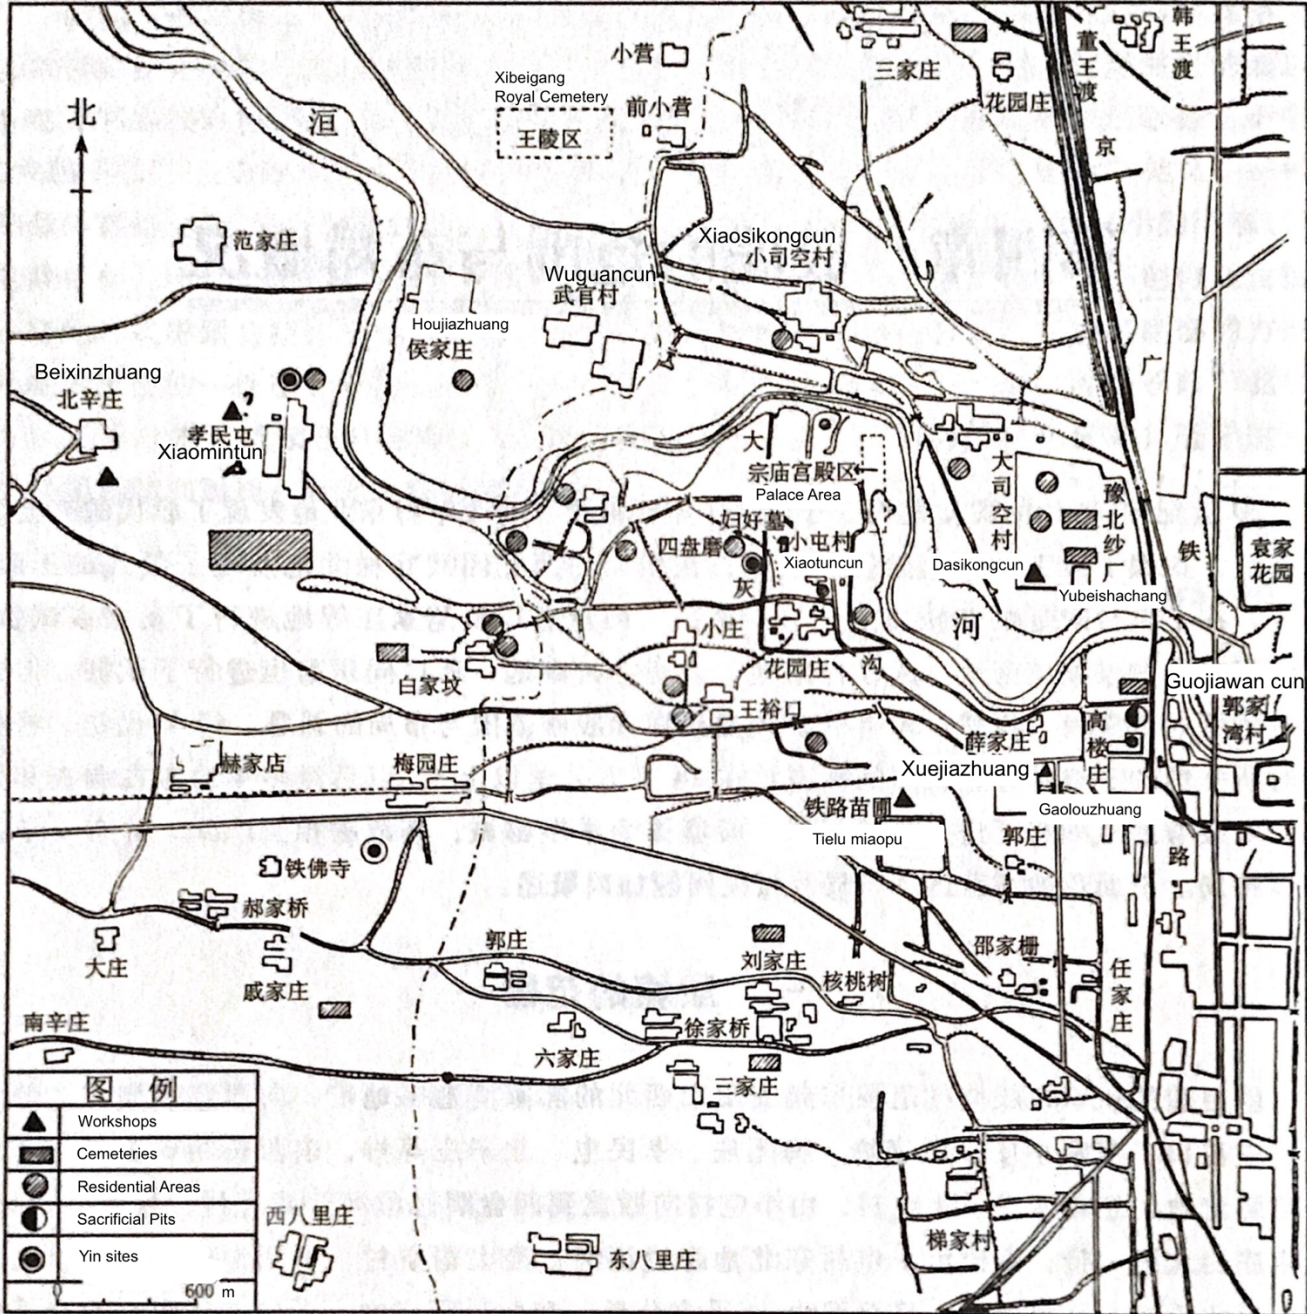 韩王渡
董王渡
三家庄
花园庄
小营
Xibeigang
Royal Cemetery
王陵区
前小营
北
洹
京
范家庄
Xiaosikongcun
小司空村
Wuguancun
武官村
Houjiazhuang
侯家庄
广
Beixinzhuang
北辛庄
孝民屯
Xiaomintun
大
宗庙宫殿区
Palace Area
大司空村
豫北纱厂
妇好墓
四盘磨
小屯村
Xiaotuncun
Dasikongcun
铁
袁家
花园
灰
Yubeishachang
小庄
河
花园庄
沟
白家坟
王裕口
Guojiawan cun
郭家
湾村
薛家庄
高楼庄
赫家店
梅园庄
Xuejiazhuang
铁路苗圃
Gaolouzhuang
Tielu miaopu
郭庄
路
铁佛寺
郝家桥
大庄
郭庄
刘家庄
邵家棚
任家庄
戚家庄
核桃树
南辛庄
徐家桥
六家庄
三家庄
图 例
Workshops
Cemeteries
Residential Areas
Sacrificial Pits
Yin sites
0 600 m
西八里庄
东八里庄
梯家村